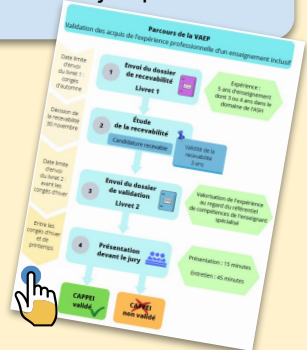 Parcours de la VAEP
Validation des acquis de l'expérience professionnelle d'un enseignement inclusif
Date limite
d'envoi
du livret 1 :
congés
d'automne
1
Envoi du dossier
de recevabilité
Livret 1
Expérience :
5 ans d'enseignement
dont 3 ou 4 ans dans le
domaine de l'ASH
Décision de
la recevabilité
30 novembre
2
Étude
de la recevabilité
Candidature recevable
Validité de la
recevabilité
3 ans
Date limite
d'envoi
du livret 2 :
avant les
congés d'hiver
3
Envoi du dossier
de validation
Livret 2
Valorisation de l'expérience
au regard du référentiel
de compétences de l'enseignant
spécialisé
Entre les
congés d'hiver
et de
printemps
4
Présentation
devant le jury
Présentation : 15 minutes
Entretien : 45 minutes
CAPPEI
validé
CAPPEI
non validé